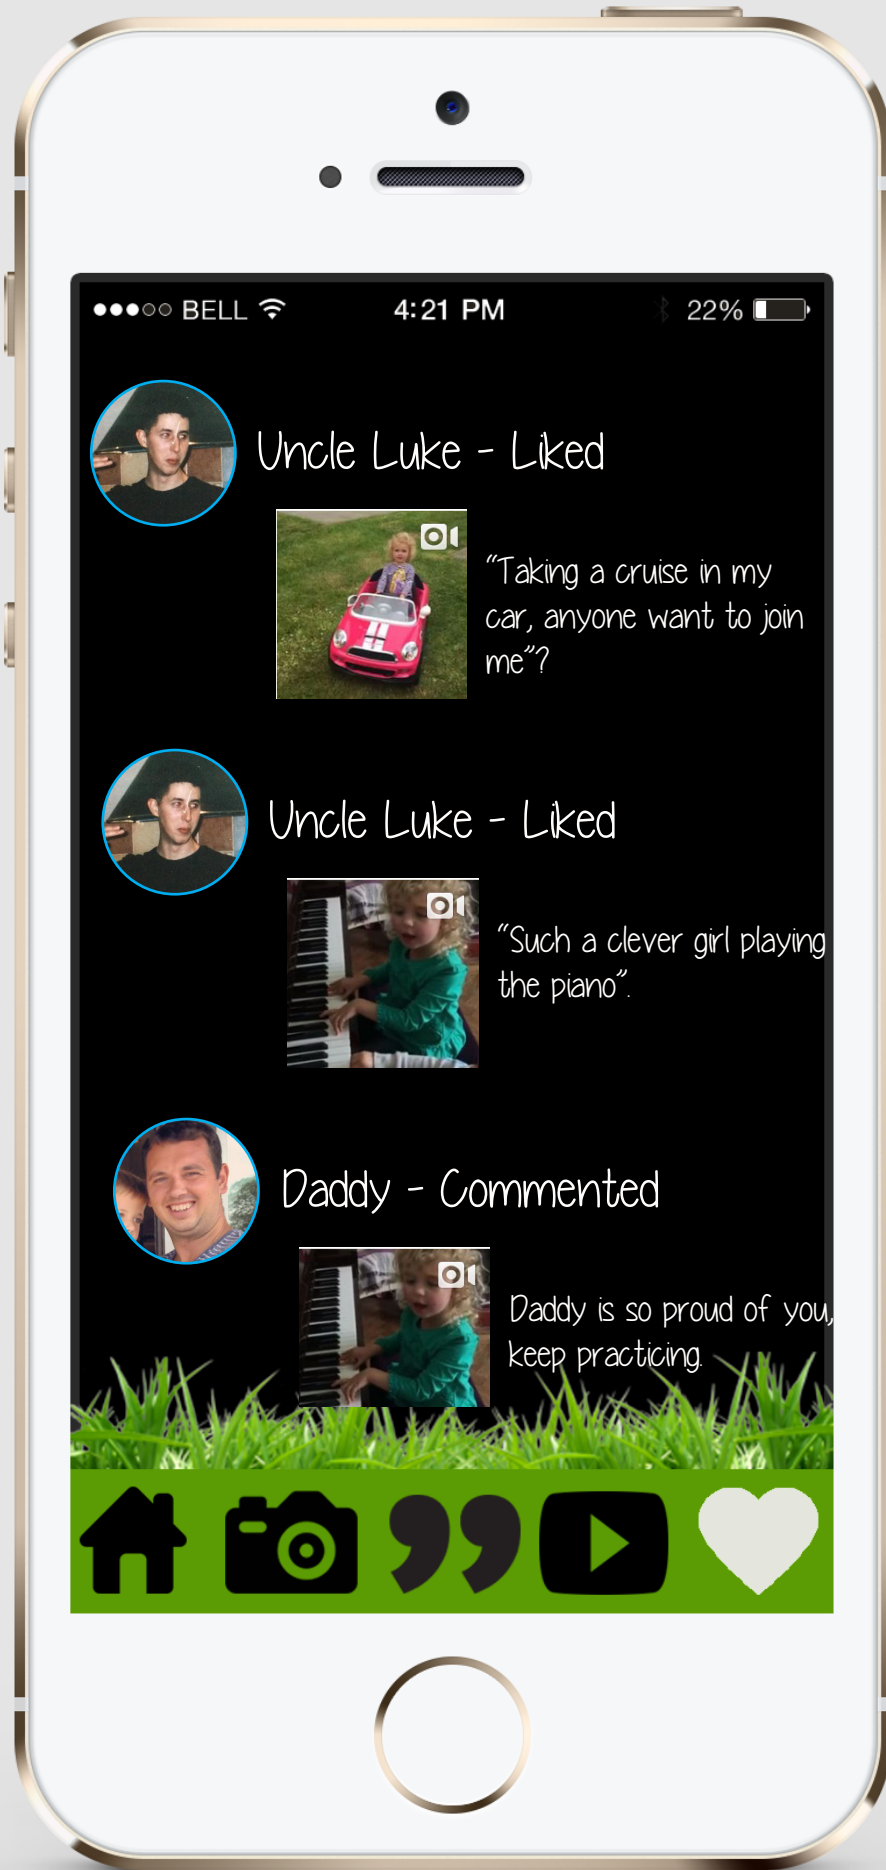 BELL 4:21 PM 22%
Uncle Luke - Liked
“Taking a cruise in my
car, anyone want to join
me”?
Uncle Luke - Liked
“Such a clever girl playing
the piano”.
Daddy - Commented
Daddy is so proud of you,
keep practicing.